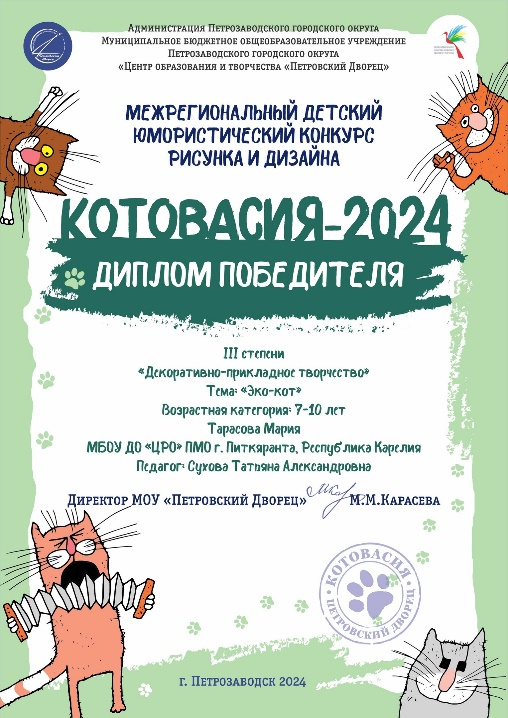 Администрация Петрозаводского городского округа
Муниципальное бюджетное общеобразовательное учреждение
Петрозаводского городского округа
«Центр образования и творчества «Петровский Дворец»
МЕЖРЕГИОНАЛЬНЫЙ ДЕТСКИЙ
ЮМОРИСТИЧЕСКИЙ КОНКУРС
РИСУНКА И ДИЗАЙНА
КОТОВАСИЯ-2024
ДИПЛОМ ПОБЕДИТЕЛЯ
III степени
«Декоративно-прикладное творчество»
Тема: «Эко-кот»
Возрастная категория: 7-10 лет
Тарасова Мария
МБОУ ДО «ЦРО» ПМО г. Питкяранта, Республика Карелия
Педагог: Сухова Татьяна Александровна
Директор МОУ «Петровский Дворец» М.М.Карасева
КОТОВАСИЯ
ПЕТРОВСКИЙ ДВОРЕЦ
г. Петрозаводск 2024